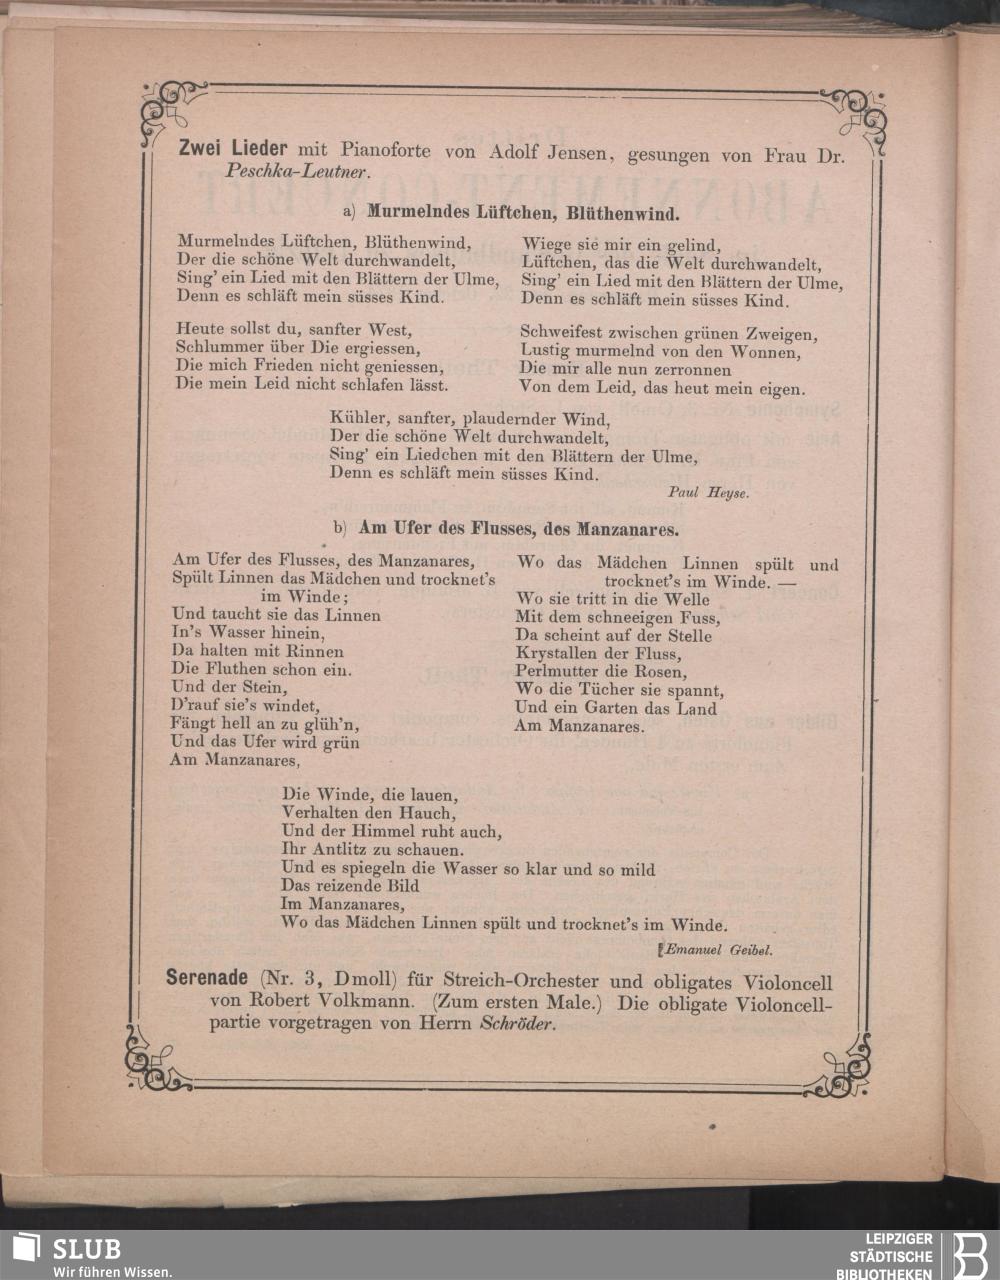 Zwei Lieder mit Pianoforte von Adolf Jensen, gesungen von Frau Dr.
Peschka-Leutner.
a) Murmelndes Lüftchen, Blüthenwind.
Murmelndes Lüftchen, Blüthenwind,
Der die schöne Welt durchwandelt,
Sing' ein Lied mit den Blättern der Ulme,
Denn es schläft mein süsses Kind.
Heute sollst du, sanfter West,
Schlummer über Die ergiessen,
Die mich Frieden nicht geniessen,
Die mein Leid nicht schlafen lässt.
Wiege sie mir ein gelind,
Lüftchen, das die Welt durchwandelt,
Sing' ein Lied mit den Blättern der Ulme,
Denn es schläft mein süsses Kind.
Schweifest zwischen grünen Zweigen,
Lustig murmelnd von den Wonnen,
Die mir alle nun zerronnen
Von dem Leid, das heut mein eigen.
Kühler, sanfter, plaudernder Wind,
Der die schöne Welt durchwandelt,
Sing' ein Liedchen mit den Blättern der Ulme,
Denn es schläft mein süsses Kind.
Paul Heyse.
b) Am Ufer des Flusses, des Manzanares.
Am Ufer des Flusses, des Manzanares,
Spült Linnen das Mädchen und trocknet's
im Winde;
Und taucht sie das Linnen
In's Wasser hinein,
Da halten mit Rinnen
Die Fluthen schon ein.
Und der Stein,
D'rauf sie's windet,
Fängt hell an zu glüh'n,
Und das Ufer wird grün
Am Manzanares,
Wo das Mädchen Linnen spült und
trocknet's im Winde. —
Wo sie tritt in die Welle
Mit dem schneeigen Fuss,
Da scheint auf der Stelle
Krystallen der Fluss,
Perlmutter die Rosen,
Wo die Tücher sie spannt,
Und ein Garten das Land
Am Manzanares.
Die Winde, die lauen,
Verhalten den Hauch,
Und der Himmel ruht auch,
Ihr Antlitz zu schauen.
Und es spiegeln die Wasser so klar und so mild
Das reizende Bild
Im Manzanares,
Wo das Mädchen Linnen spült und trocknet's im Winde.
Emanuel Geibel.
Serenade (Nr. 3, Dmoll) für Streich-Orchester und obligates Violoncell
von Robert Volkmann. (Zum ersten Male.) Die obligate Violoncell-
partie vorgetragen von Herrn Schröder.
SLUB
Wir führen Wissen.
LEIPZIGER
STÄDTISCHE
BIBLIOTHEKEN